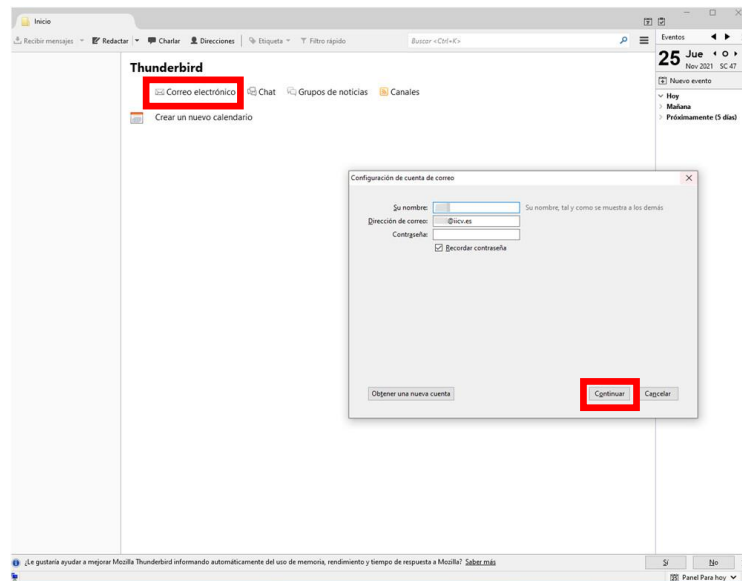 Inicio
Recibir mensajes Redactar Charlar Direcciones Etiqueta Filtro rápido Buscar <Ctrl+K>
Eventos
25 Jue
Nov 2021 SC 47
Nuevo evento
Hoy
Mañana
Próximamente (5 días)
Thunderbird
Correo electrónico Chat Grupos de noticias Canales
Crear un nuevo calendario
Configuración de cuenta de correo
Su nombre: Su nombre, tal y como se muestra a los demás
Dirección de correo: @iicv.es
Contraseña:
Recordar contraseña
Obtener una nueva cuenta Continuar Cancelar
¿Le gustaría ayudar a mejorar Mozilla Thunderbird informando automáticamente del uso de memoria, rendimiento y tiempo de respuesta a Mozilla? Saber más Sí No
Panel Para hoy